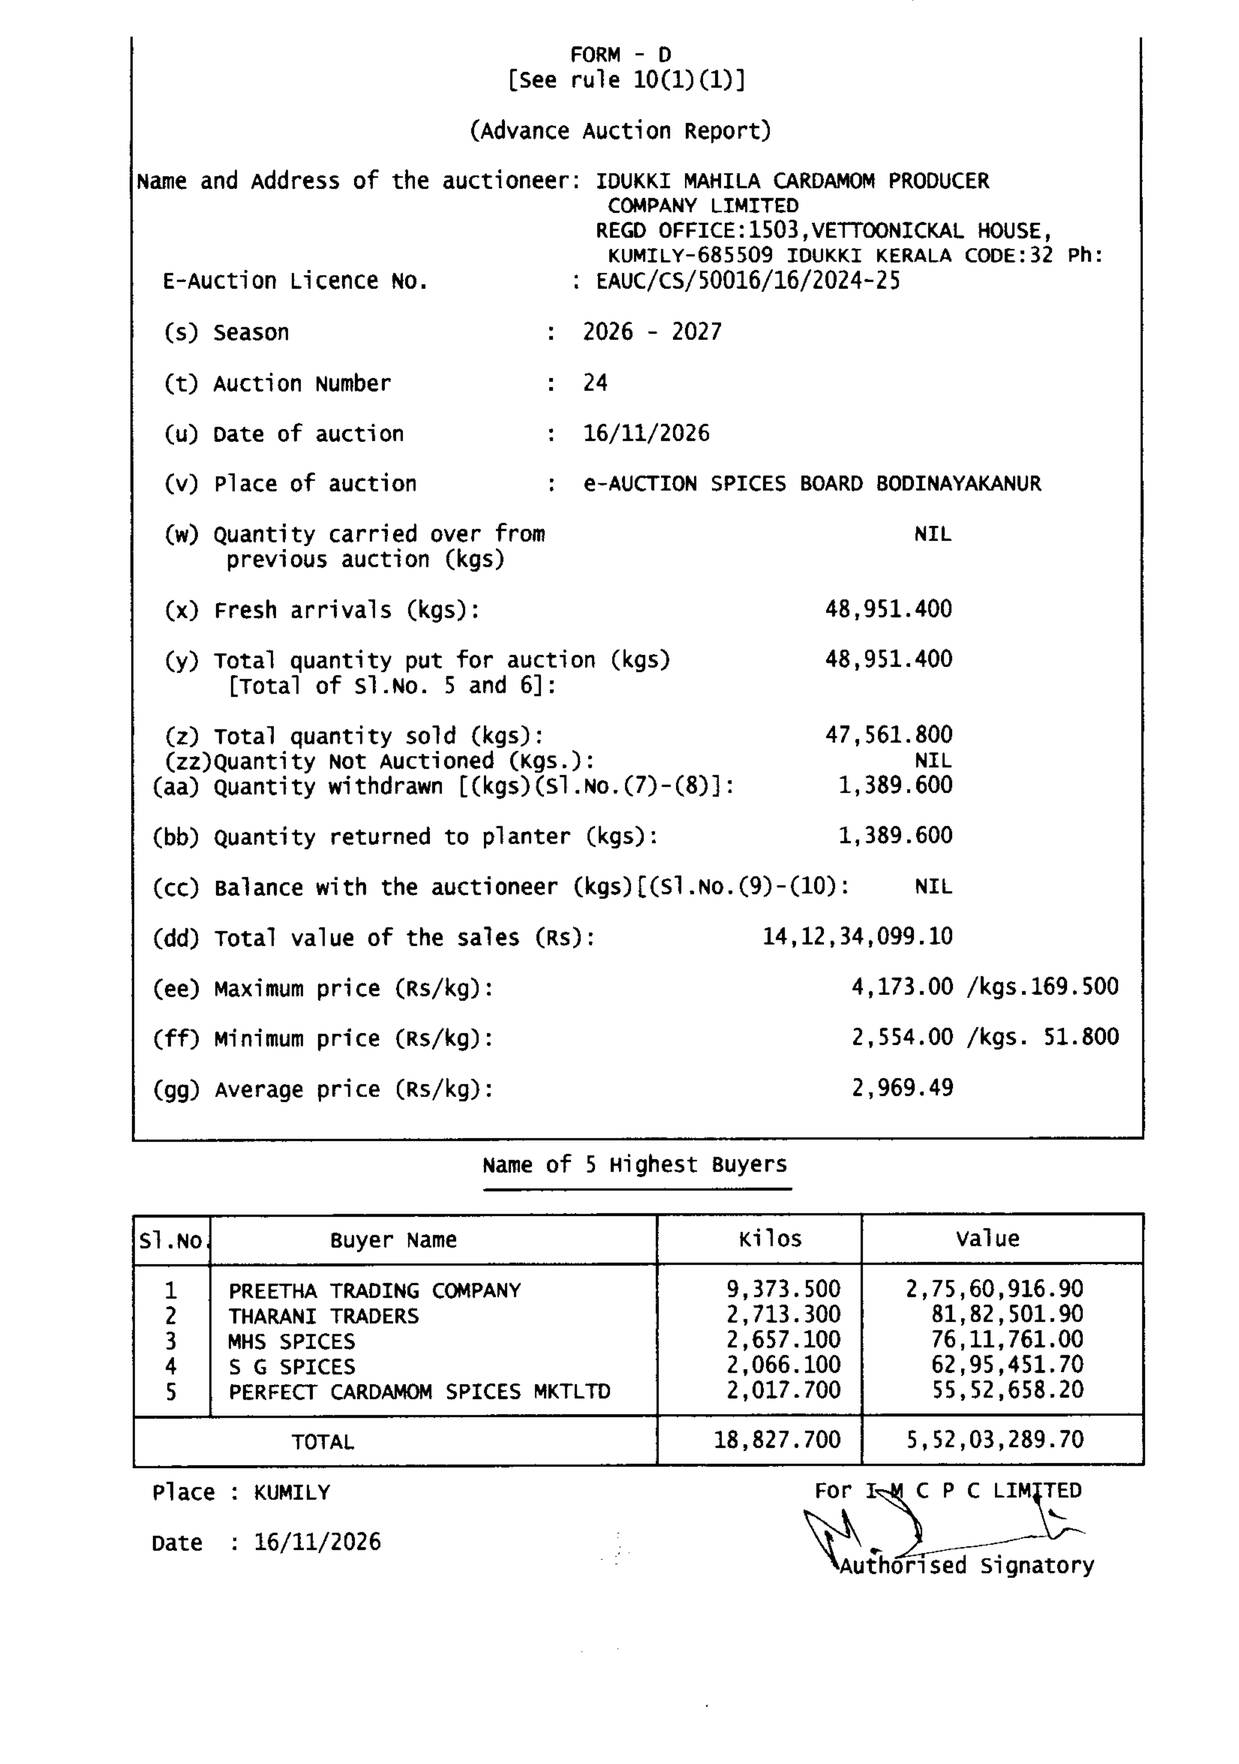 FORM - D
[See rule 10(1)(1)]
(Advance Auction Report)
Name and Address of the auctioneer: IDUKKI MAHILA CARDAMOM PRODUCER
COMPANY LIMITED
REGD OFFICE:1503,VETTOONICKAL HOUSE,
KUMILY-685509 IDUKKI KERALA CODE:32 Ph:
E-Auction Licence No. : EAUC/CS/50016/16/2024-25
(s) Season : 2026 - 2027
(t) Auction Number : 24
(u) Date of auction : 16/11/2026
(v) Place of auction : e-AUCTION SPICES BOARD BODINAYAKANUR
(w) Quantity carried over from NIL
previous auction (kgs)
(x) Fresh arrivals (kgs): 48,951.400
(y) Total quantity put for auction (kgs) 48,951.400
[Total of Sl.No. 5 and 6]:
(z) Total quantity sold (kgs): 47,561.800
(zz)Quantity Not Auctioned (Kgs.): NIL
(aa) Quantity withdrawn [(kgs)(Sl.No.(7)-(8)]: 1,389.600
(bb) Quantity returned to planter (kgs): 1,389.600
(cc) Balance with the auctioneer (kgs)[(Sl.No.(9)-(10): NIL
(dd) Total value of the sales (Rs): 14,12,34,099.10
(ee) Maximum price (Rs/kg): 4,173.00 /kgs.169.500
(ff) Minimum price (Rs/kg): 2,554.00 /kgs. 51.800
(gg) Average price (Rs/kg): 2,969.49
Name of 5 Highest Buyers
Sl.No. Buyer Name Kilos Value
1 PREETHA TRADING COMPANY 9,373.500 2,75,60,916.90
2 THARANI TRADERS 2,713.300 81,82,501.90
3 MHS SPICES 2,657.100 76,11,761.00
4 S G SPICES 2,066.100 62,95,451.70
5 PERFECT CARDAMOM SPICES MKTLTD 2,017.700 55,52,658.20
TOTAL 18,827.700 5,52,03,289.70
Place : KUMILY For I M C P C LIMITED
Date : 16/11/2026
Authorised Signatory